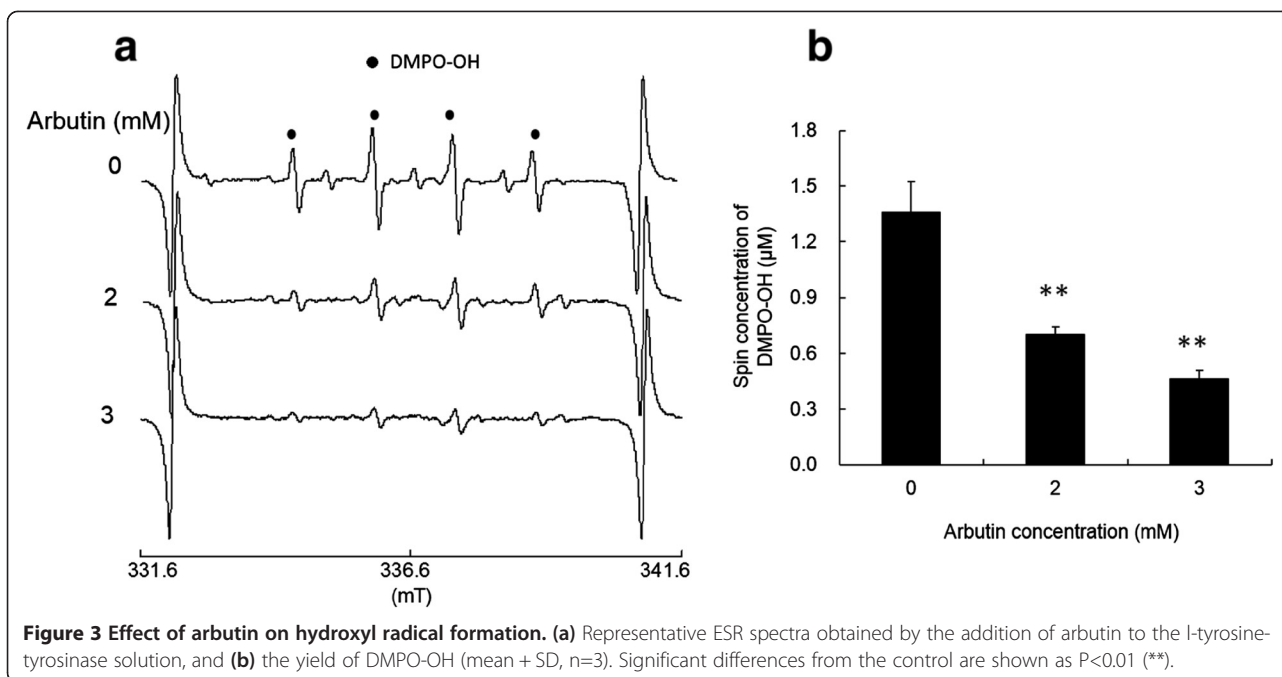 a
● DMPO-OH
Arbutin (mM)
0
2
3
331.6 336.6 341.6
(mT)
b
Spin concentration of
DMPO-OH (μM)
1.8
1.5
1.2
0.9
0.6
0.3
0.0
**
**
0 2 3
Arbutin concentration (mM)
Figure 3 Effect of arbutin on hydroxyl radical formation. (a) Representative ESR spectra obtained by the addition of arbutin to the l-tyrosine-
tyrosinase solution, and (b) the yield of DMPO-OH (mean + SD, n=3). Significant differences from the control are shown as P<0.01 (**).